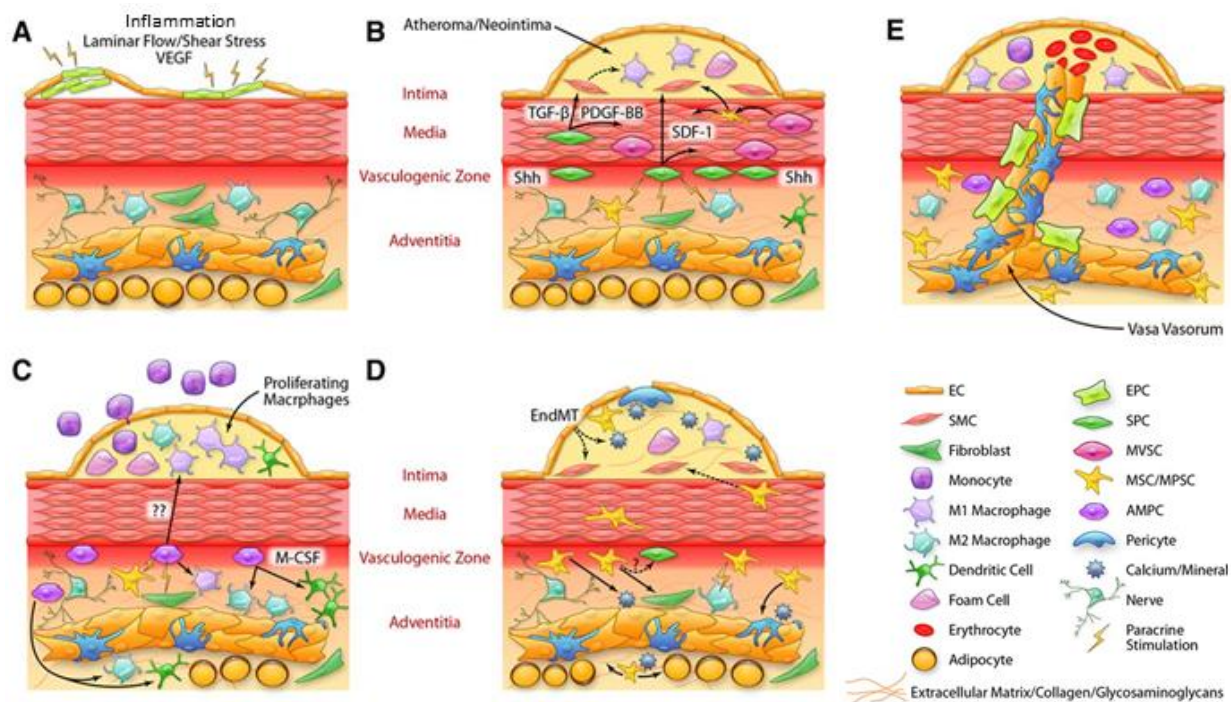 A
Inflammation
Laminar Flow/Shear Stress
VEGF
B
Atheroma/Neointima
Intima
Media
Vasculogenic Zone
Adventitia
TGF-β
PDGF-BB
SDF-1
Shh
Shh
E
Vasa Vasorum
C
Proliferating
Macrphages
??
M-CSF
Intima
Media
Vasculogenic Zone
Adventitia
D
EndMT
?
EC
SMC
Fibroblast
Monocyte
M1 Macrophage
M2 Macrophage
Dendritic Cell
Foam Cell
Erythrocyte
Adipocyte
EPC
SPC
MVSC
MSC/MPSC
AMPC
Pericyte
Calcium/Mineral
Nerve
Paracrine
Stimulation
Extracellular Matrix/Collagen/Glycosaminoglycans